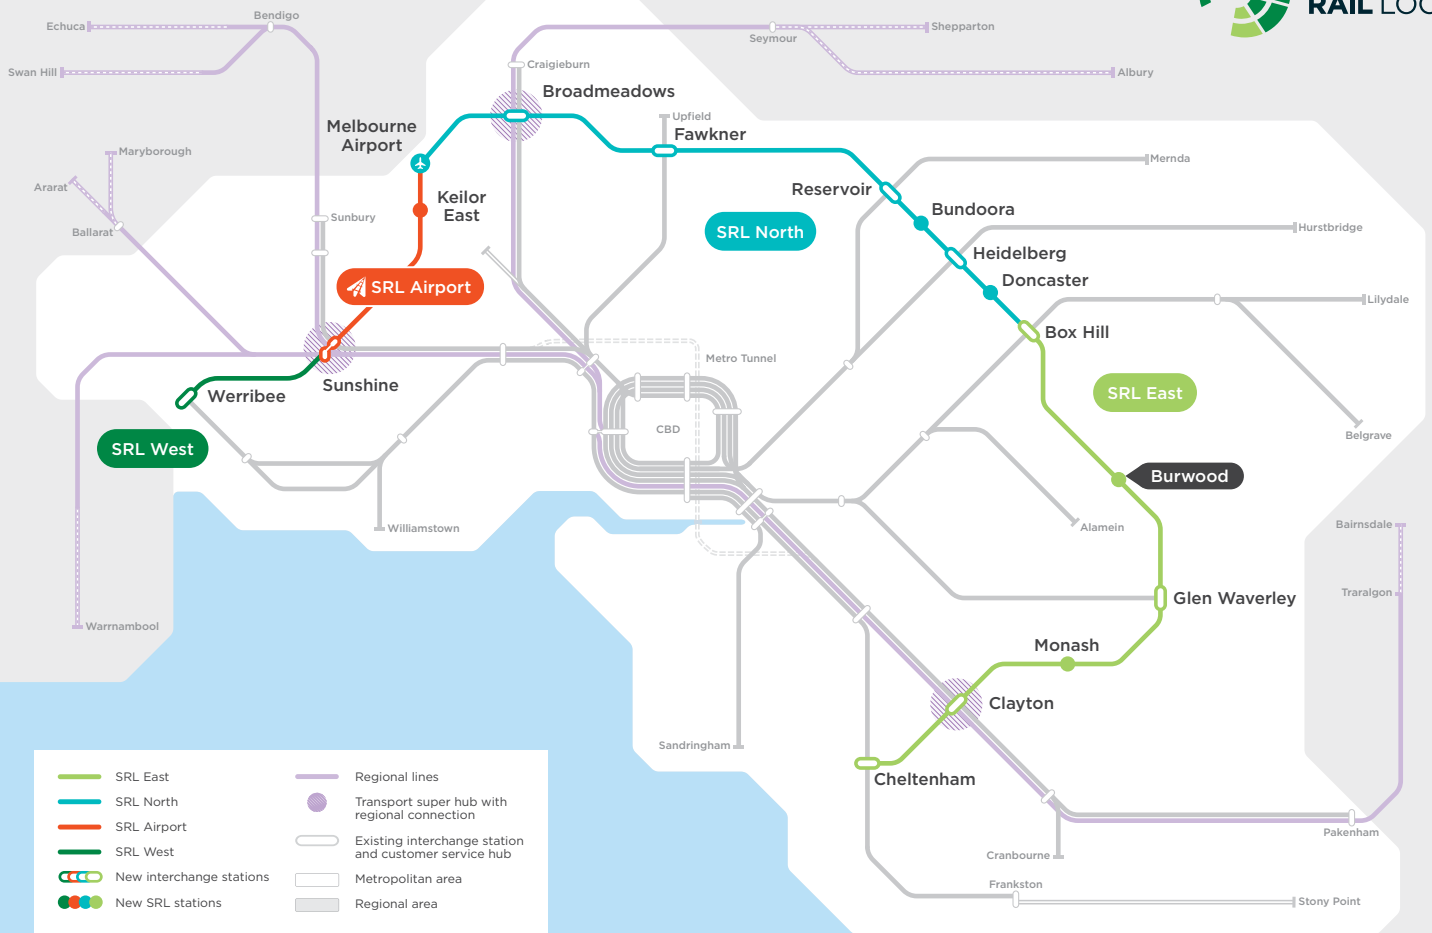 RAIL LOO
Echuca
Bendigo
Swan Hill
Shepparton
Seymour
Albury
Craigieburn
Broadmeadows
Melbourne
Airport
Upfield
Fawkner
Maryborough
Ararat
Ballarat
Sunbury
Keilor
East
SRL Airport
SRL North
Mernda
Reservoir
Bundoora
Hurstbridge
Heidelberg
Doncaster
Lilydale
Box Hill
Metro Tunnel
CBD
SRL East
Belgrave
Sunshine
Werribee
SRL West
Burwood
Williamstown
Alamein
Bairnsdale
Traralgon
Glen Waverley
Warrnambool
Monash
Clayton
Sandringham
Cheltenham
Pakenham
Cranbourne
Frankston
Stony Point
SRL East
SRL North
SRL Airport
SRL West
New interchange stations
New SRL stations
Regional lines
Transport super hub with
regional connection
Existing interchange station
and customer service hub
Metropolitan area
Regional area